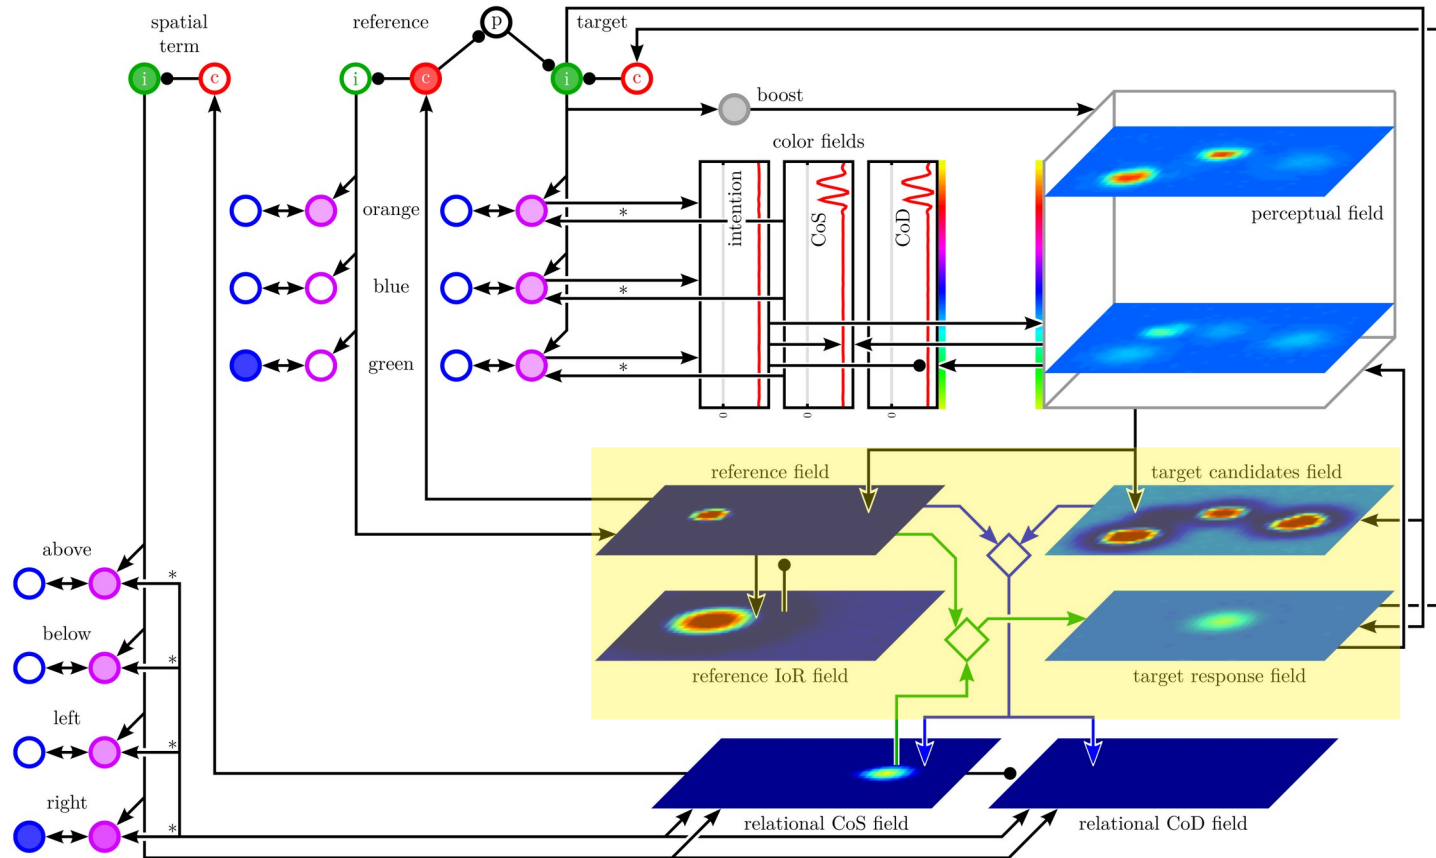 spatial
term
reference
p
target
i
c
i
c
i
c
boost
color fields
intention
CoS
CoD
orange
*
perceptual field
blue
*
green
*
0
0
0
reference field
target candidates field
above
*
below
*
reference IoR field
target response field
left
*
right
*
relational CoS field
relational CoD field